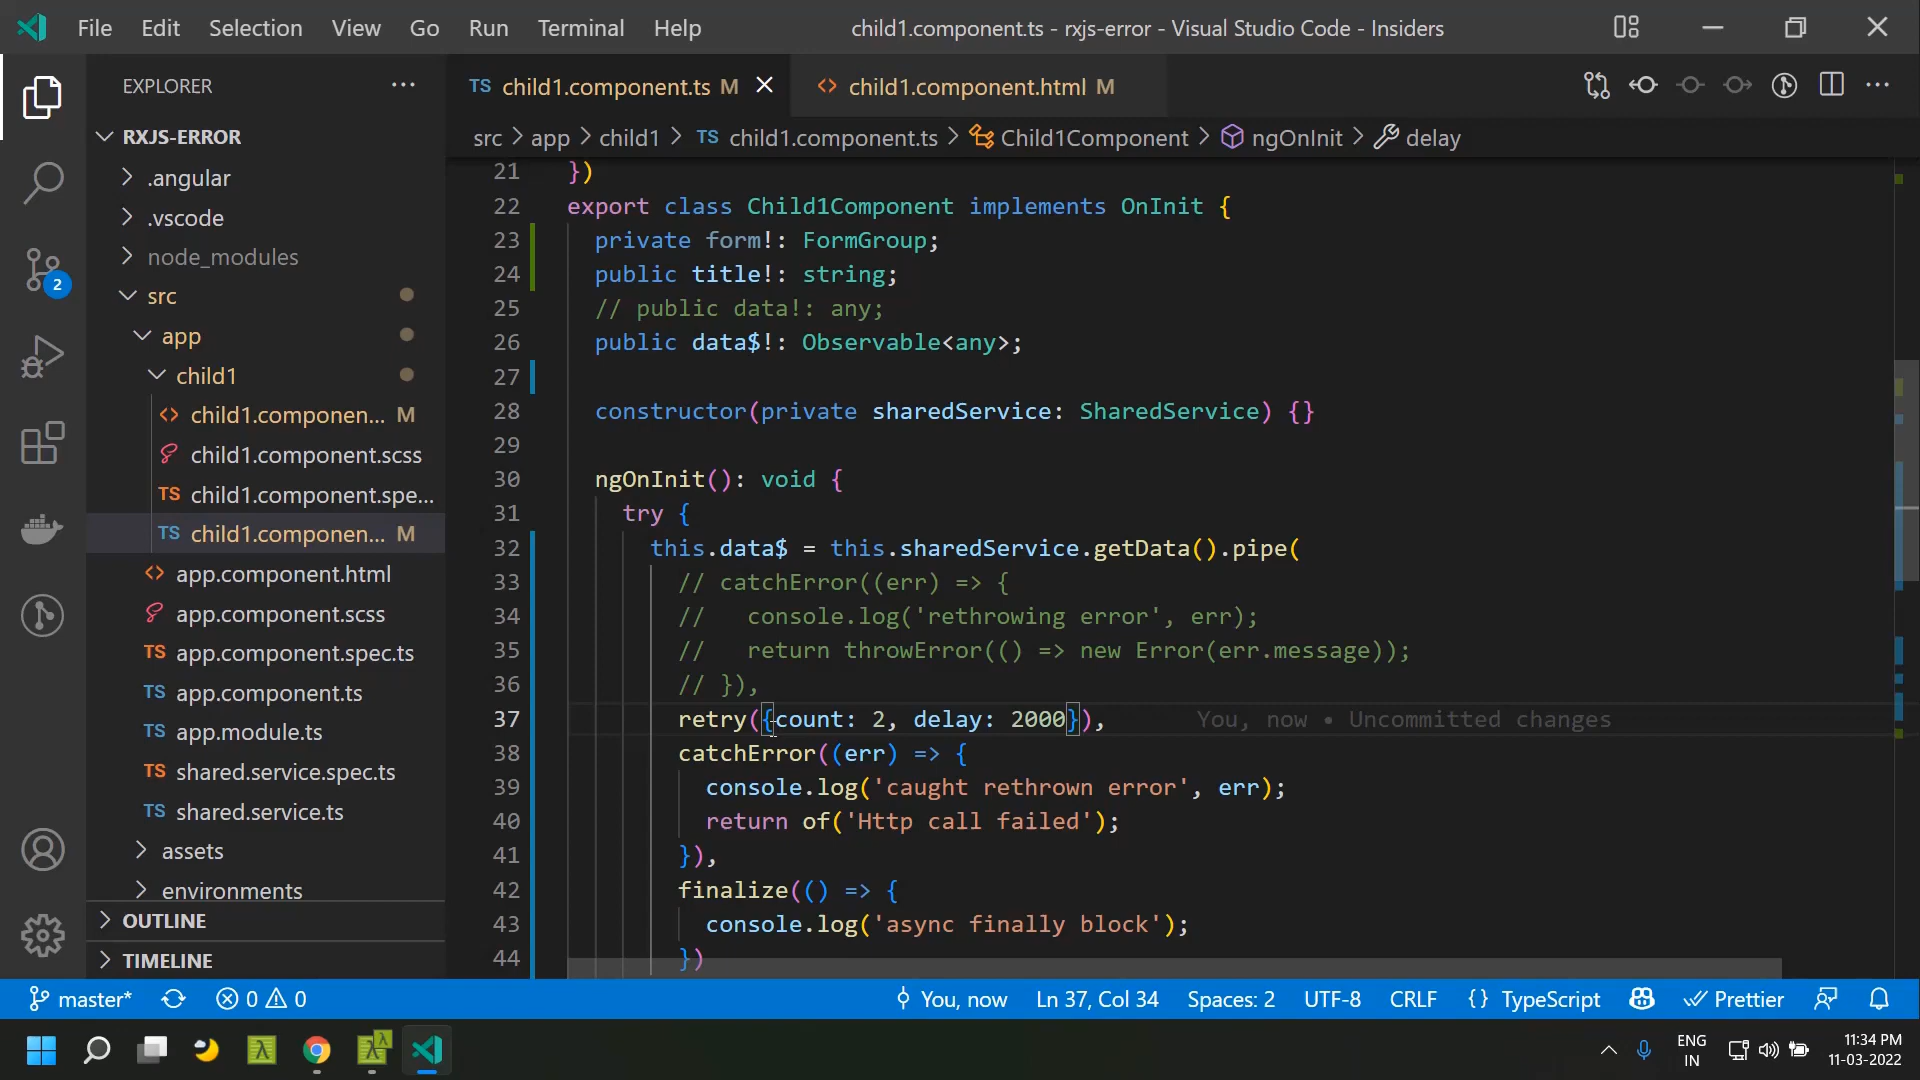 File Edit Selection View Go Run Terminal Help child1.component.ts - rxjs-error - Visual Studio Code - Insiders
EXPLORER
TS child1.component.ts M
<> child1.component.html M
RXJS-ERROR
src > app > child1 > TS child1.component.ts > Child1Component > ngOnInit > delay
.angular
.vscode
node_modules
src
app
child1
<> child1.componen... M
child1.component.scss
TS child1.component.spe...
TS child1.componen... M
<> app.component.html
app.component.scss
TS app.component.spec.ts
TS app.component.ts
TS app.module.ts
TS shared.service.spec.ts
TS shared.service.ts
assets
environments
OUTLINE
TIMELINE
2
21 })
22 export class Child1Component implements OnInit {
23 private form!: FormGroup;
24 public title!: string;
25 // public data!: any;
26 public data$!: Observable<any>;
27
28 constructor(private sharedService: SharedService) {}
29
30 ngOnInit(): void {
31 try {
32 this.data$ = this.sharedService.getData().pipe(
33 // catchError((err) => {
34 //   console.log('rethrowing error', err);
35 //   return throwError(() => new Error(err.message));
36 // }),
37 retry({count: 2, delay: 2000}), You, now • Uncommitted changes
38 catchError((err) => {
39 console.log('caught rethrown error', err);
40 return of('Http call failed');
41 }),
42 finalize(() => {
43 console.log('async finally block');
44 })
master* 0 0 You, now Ln 37, Col 34 Spaces: 2 UTF-8 CRLF {} TypeScript Prettier
ENG
IN
11:34 PM
11-03-2022